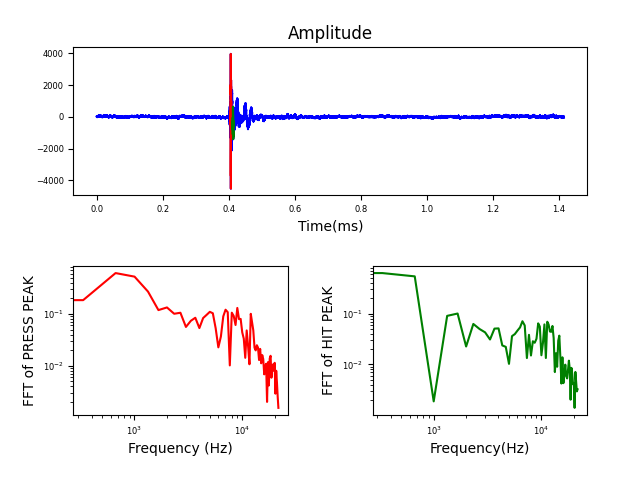 Amplitude
4000
2000
0
−2000
−4000
0.0 0.2 0.4 0.6 0.8 1.0 1.2 1.4
Time(ms)
FFT of PRESS PEAK
10⁻¹
10⁻²
10³ 10⁴
Frequency (Hz)
FFT of HIT PEAK
10⁻¹
10⁻²
10³ 10⁴
Frequency(Hz)